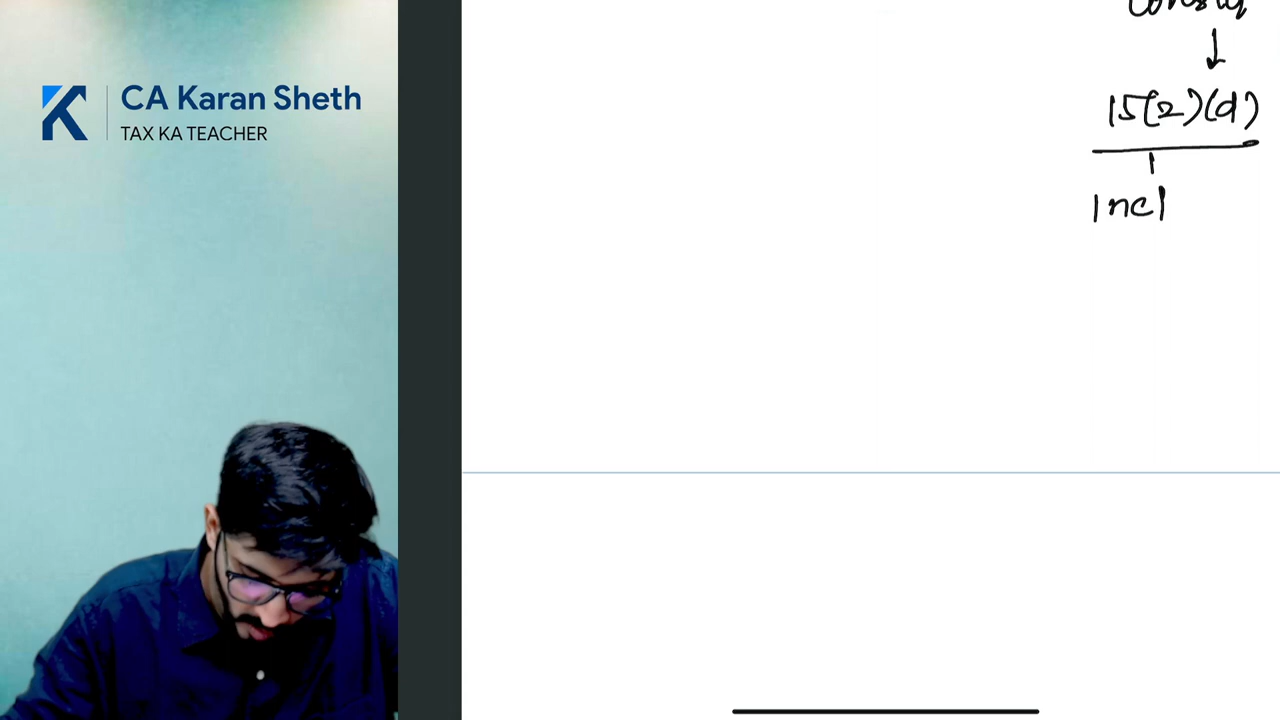 CA Karan Sheth
TAX KA TEACHER
15(2)(d)
Incl